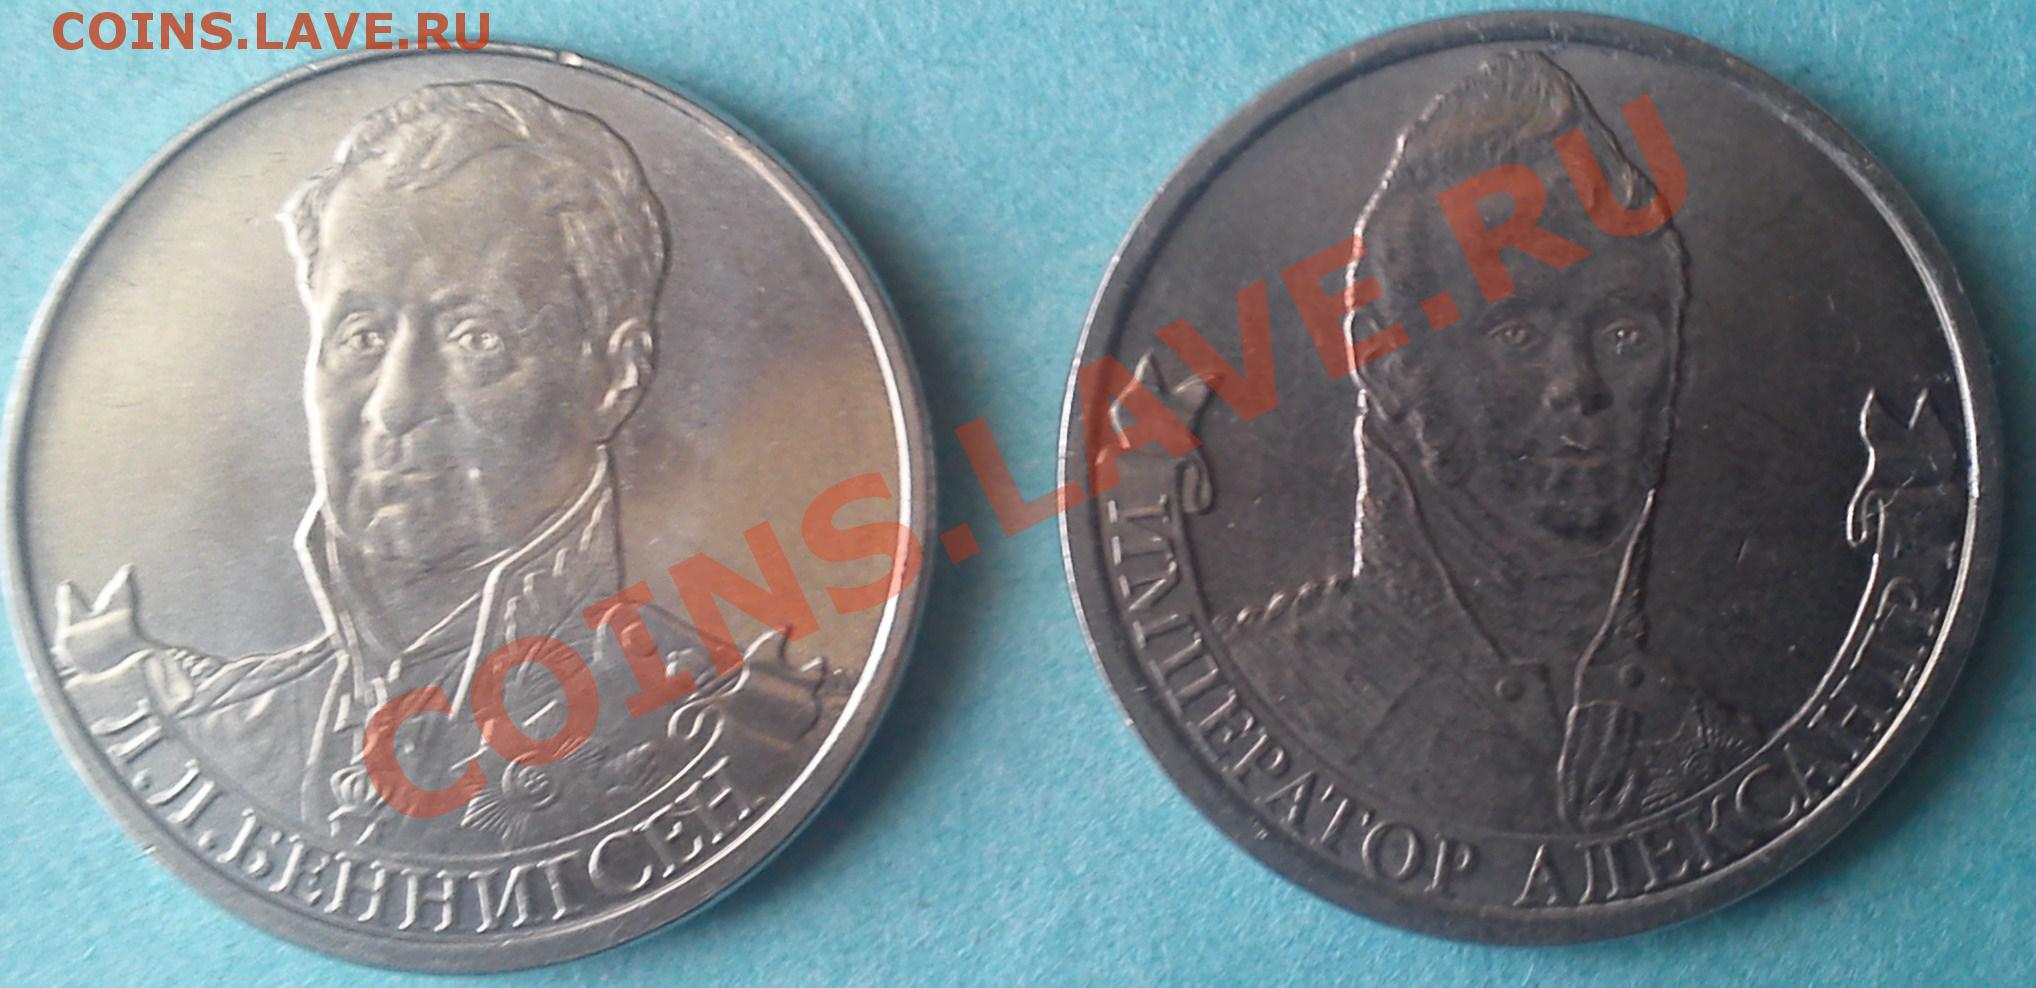 COINS.LAVE.RU
COINS.LAVE.RU
Л.Л.БЕННИГСЕН
ИМПЕРАТОР АЛЕКСАНДР I